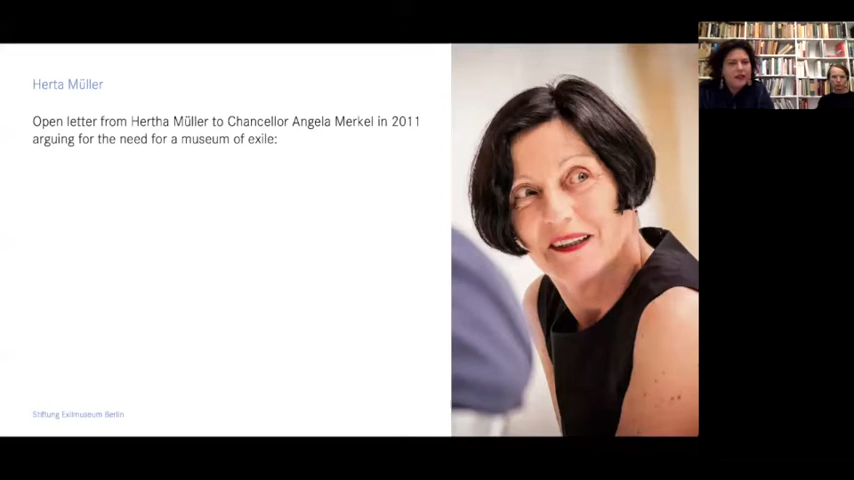 Herta Müller
Open letter from Hertha Müller to Chancellor Angela Merkel in 2011
arguing for the need for a museum of exile:
Stiftung Exilmuseum Berlin